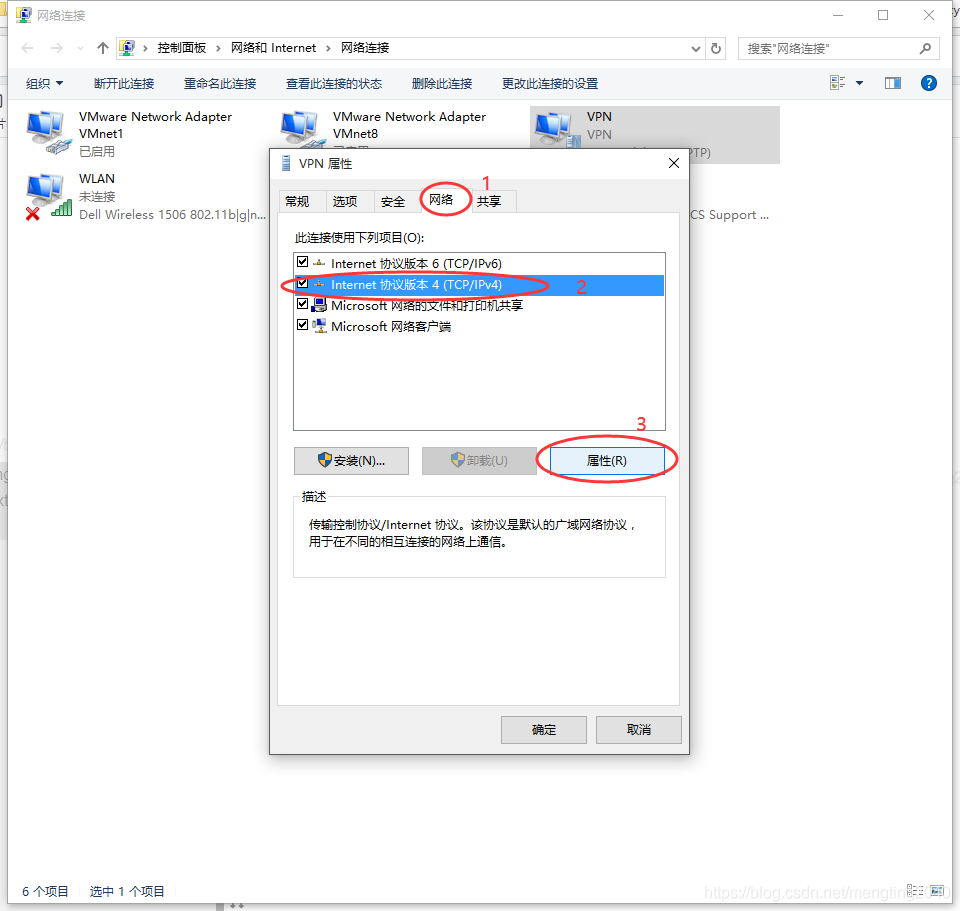 网络连接
控制面板 网络和 Internet 网络连接
搜索"网络连接"
组织 断开此连接 重命名此连接 查看此连接的状态 删除此连接 更改此连接的设置
VMware Network Adapter
VMnet1
已启用
VMware Network Adapter
VMnet8
VPN
VPN
PTP)
WLAN
未连接
Dell Wireless 1506 802.11b|g|n...
CS Support ...
VPN 属性
1
常规 选项 安全 网络 共享
此连接使用下列项目(O):
Internet 协议版本 6 (TCP/IPv6)
Internet 协议版本 4 (TCP/IPv4)
2
Microsoft 网络的文件和打印机共享
Microsoft 网络客户端
3
安装(N)...
卸载(U)
属性(R)
描述
传输控制协议/Internet 协议。该协议是默认的广域网络协议，
用于在不同的相互连接的网络上通信。
确定
取消
6 个项目 选中 1 个项目